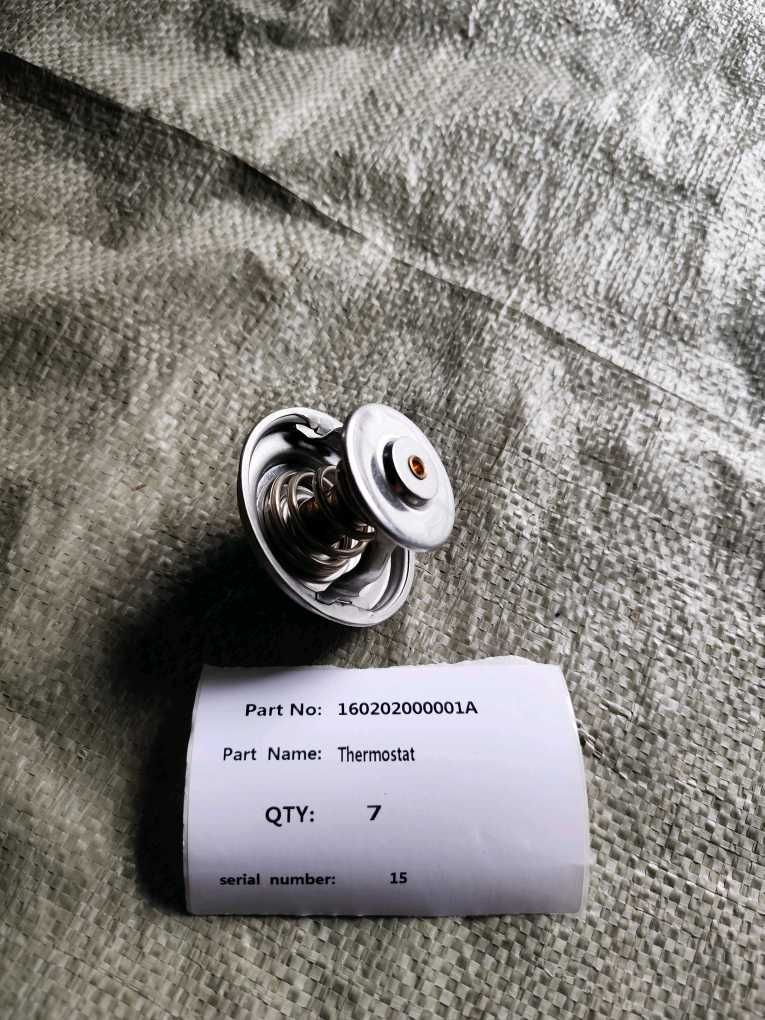 Part No: 160202000001A
Part Name: Thermostat
QTY: 7
serial number: 15